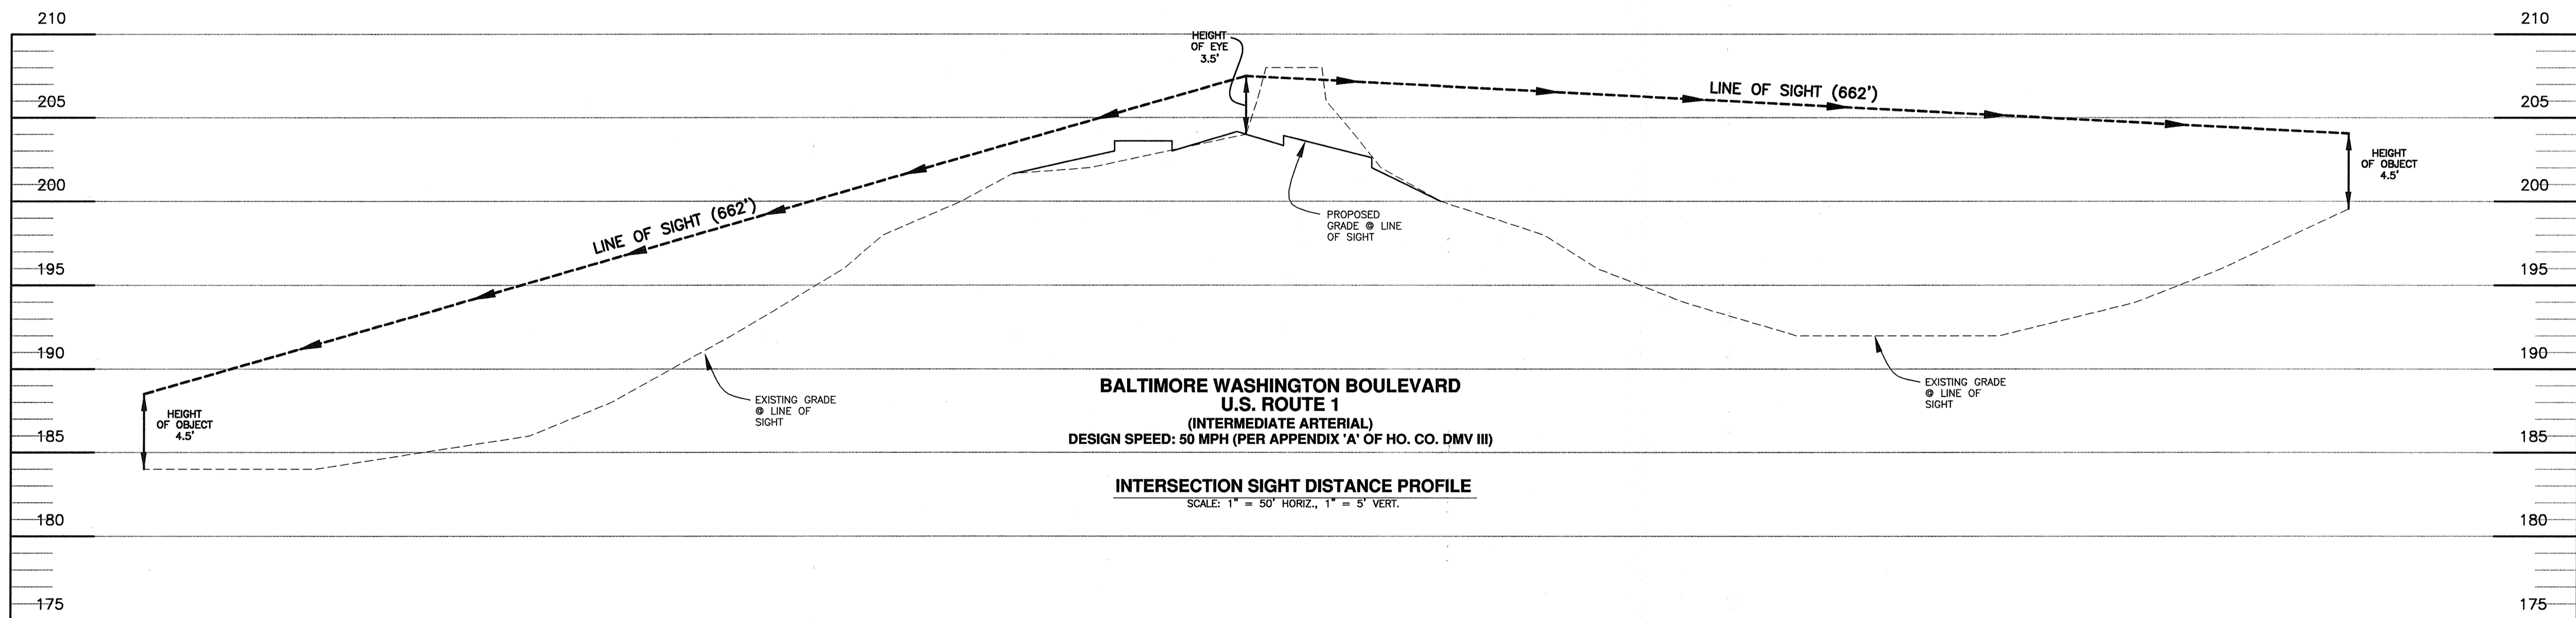 210
210
HEIGHT
OF EYE
3.5'
LINE OF SIGHT (662')
205
205
HEIGHT
OF OBJECT
4.5'
200
200
LINE OF SIGHT (662')
PROPOSED
GRADE @ LINE
OF SIGHT
195
195
190
190
EXISTING GRADE
@ LINE OF
SIGHT
BALTIMORE WASHINGTON BOULEVARD
U.S. ROUTE 1
(INTERMEDIATE ARTERIAL)
DESIGN SPEED: 50 MPH (PER APPENDIX 'A' OF HO. CO. DMV III)
EXISTING GRADE
@ LINE OF
SIGHT
HEIGHT
OF OBJECT
4.5'
185
185
INTERSECTION SIGHT DISTANCE PROFILE
SCALE: 1" = 50' HORIZ., 1" = 5' VERT.
180
180
175
175